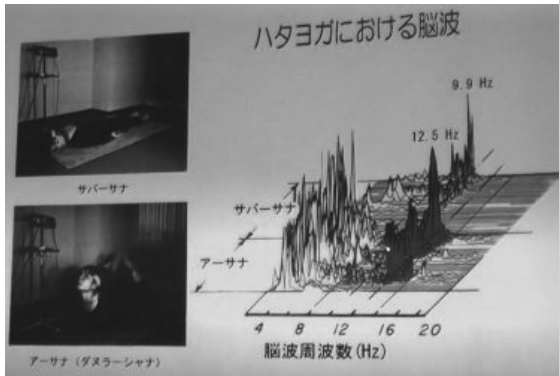 ハタヨガにおける脳波
9.9 Hz
12.5 Hz
サバーサナ
サバーサナ
アーサナ
4 8 12 16 20
脳波周波数(Hz)
アーサナ (ダヌラーシャナ)